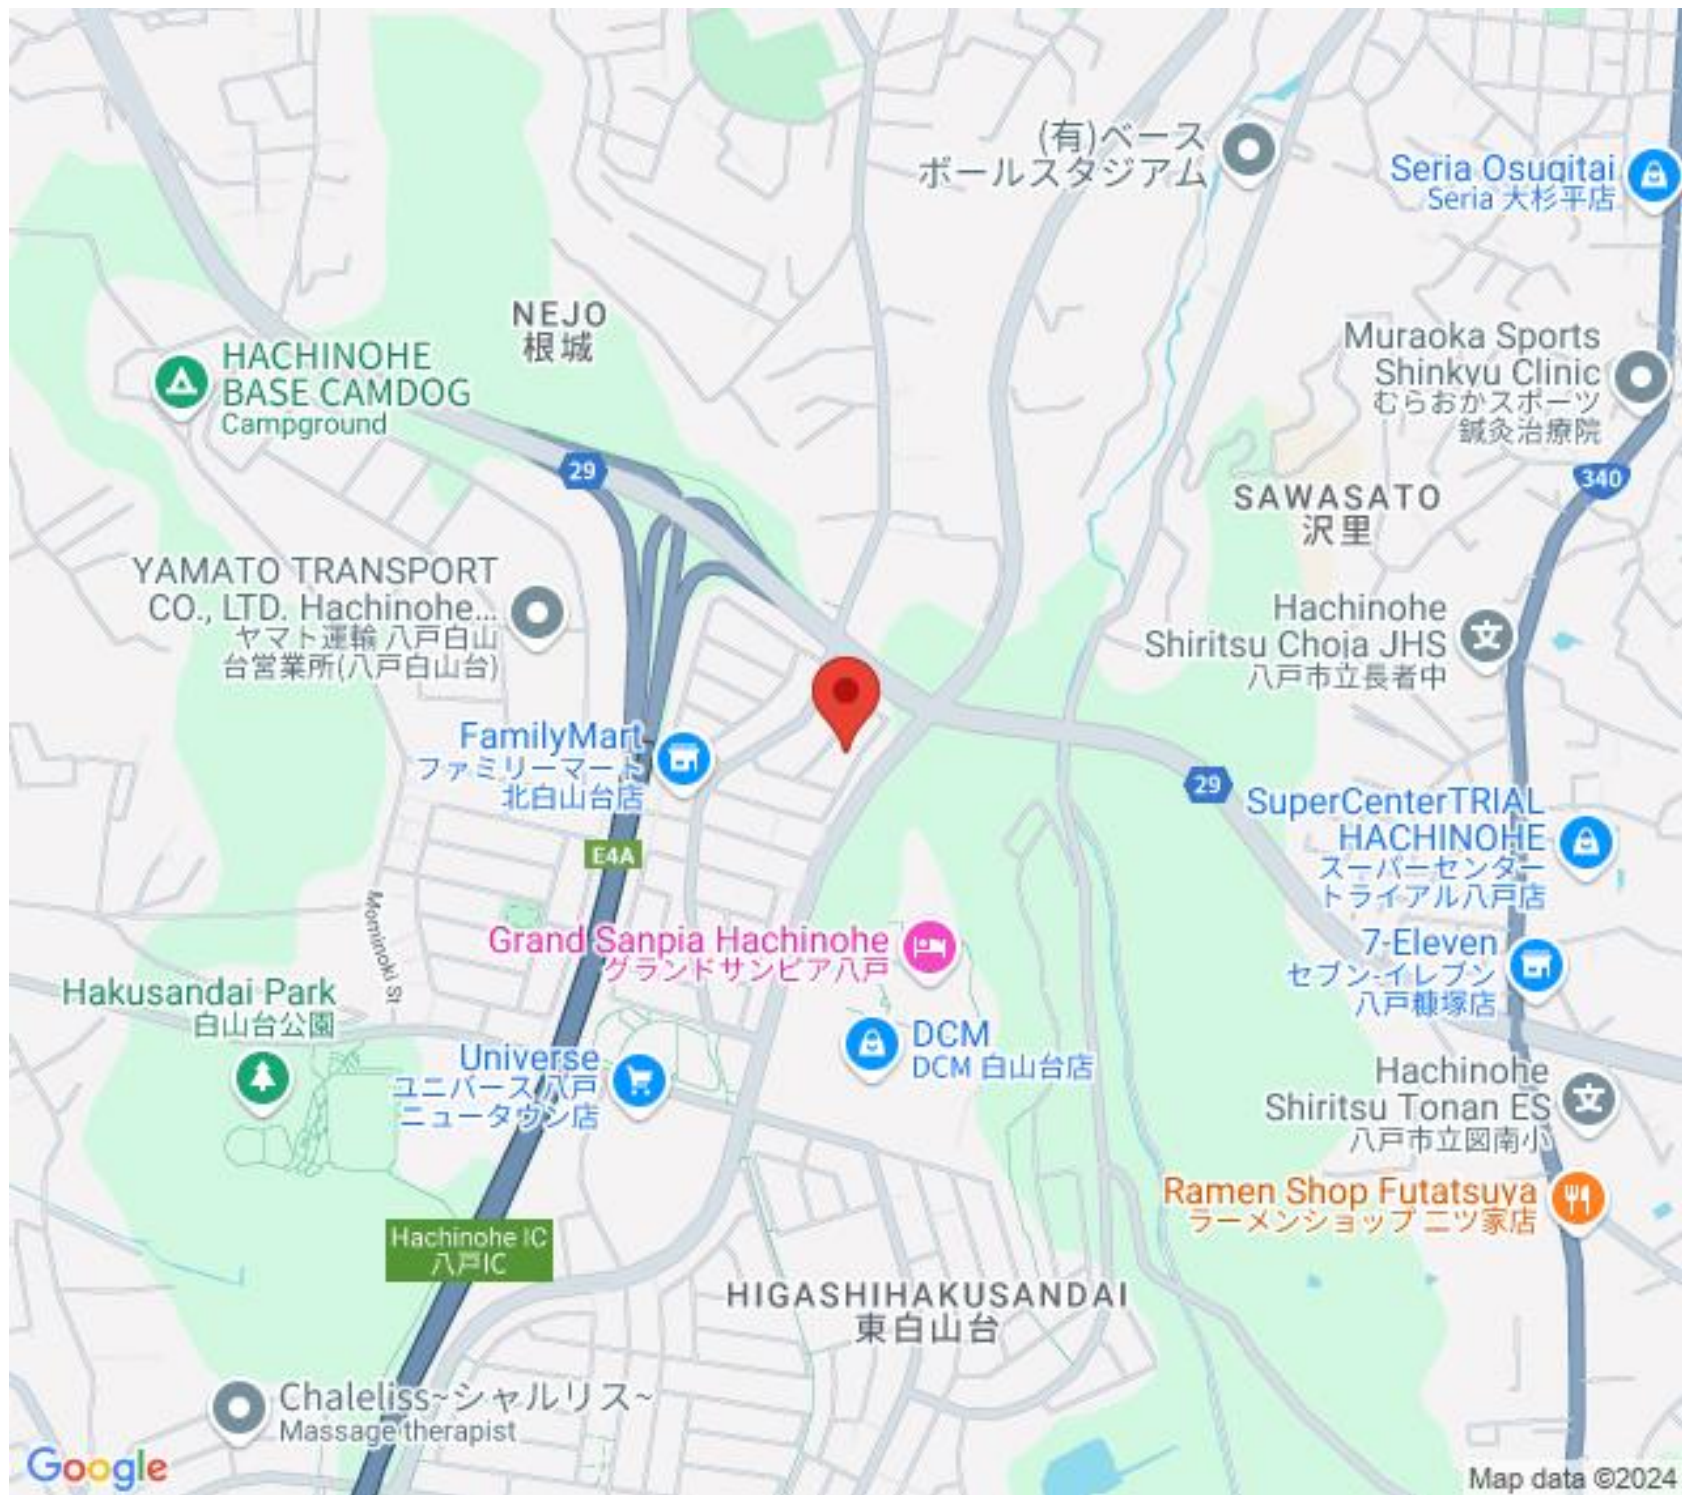 (有)ベース
ボールスタジアム
Seria Osugitai
Seria 大杉平店
NEJO
根城
Muraoka Sports
Shinkyu Clinic
むらおかスポーツ
鍼灸治療院
HACHINOHE
BASE CAMDOG
Campground
29
340
SAWASATO
沢里
YAMATO TRANSPORT
CO., LTD. Hachinohe...
ヤマト運輸 八戸白山
台営業所(八戸白山台)
Hachinohe
Shiritsu Choja JHS
八戸市立長者中
文
FamilyMart
ファミリーマート
北白山台店
29
SuperCenterTRIAL
HACHINOHE
スーパーセンター
トライアル八戸店
E4A
Mominoki St
Grand Sanpia Hachinohe
グランドサンピア八戸
7-Eleven
セブン-イレブン
八戸糠塚店
Hakusandai Park
白山台公園
DCM
DCM 白山台店
Universe
ユニバース 八戸
ニュータウン店
Hachinohe
Shiritsu Tonan ES
八戸市立図南小
文
Ramen Shop Futatsuya
ラーメンショップ 二ツ家店
Hachinohe IC
八戸IC
HIGASHIHAKUSANDAI
東白山台
Chaleliss~シャルリス~
Massage therapist
Google
Map data ©2024